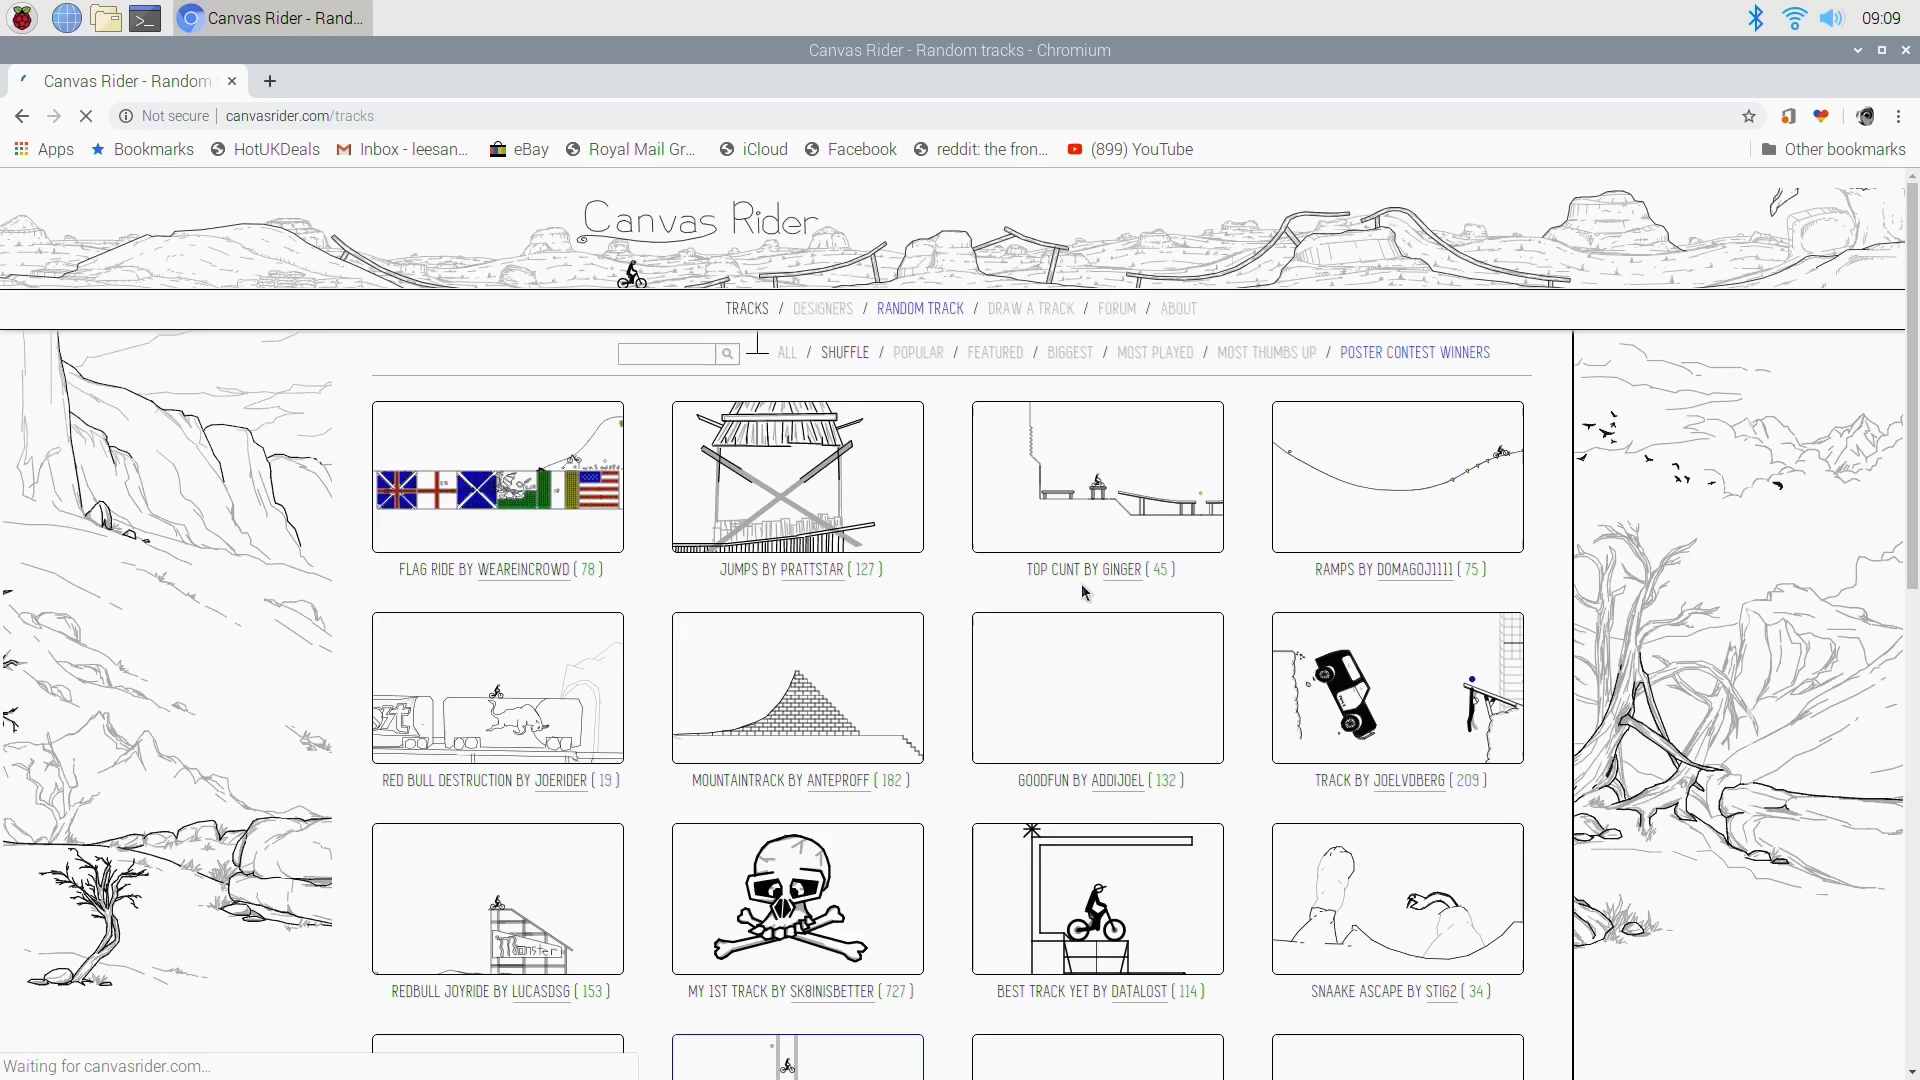 Canvas Rider - Rand...
09:09
Canvas Rider - Random tracks - Chromium
Canvas Rider - Random
Not secure canvasrider.com/tracks
Apps Bookmarks HotUKDeals Inbox - leesan... eBay Royal Mail Gr... iCloud Facebook reddit: the fron... (899) YouTube Other bookmarks
Canvas Rider
TRACKS / DESIGNERS / RANDOM TRACK / DRAW A TRACK / FORUM / ABOUT
ALL / SHUFFLE / POPULAR / FEATURED / BIGGEST / MOST PLAYED / MOST THUMBS UP / POSTER CONTEST WINNERS
FLAG RIDE BY WEAREINCROWD ( 78 )
JUMPS BY PRATTSTAR ( 127 )
TOP CUNT BY GINGER ( 45 )
RAMPS BY DOMAGOJ1111 ( 75 )
RED BULL DESTRUCTION BY JOERIDER ( 19 )
MOUNTAINTRACK BY ANTEPROFF ( 182 )
GOODFUN BY ADDIJOEL ( 132 )
TRACK BY JOELVDBERG ( 209 )
Monster
REDBULL JOYRIDE BY LUCASDSG ( 153 )
MY 1ST TRACK BY SK8INISBETTER ( 727 )
BEST TRACK YET BY DATALOST ( 114 )
SNAAKE ASCAPE BY STIG2 ( 34 )
Waiting for canvasrider.com...